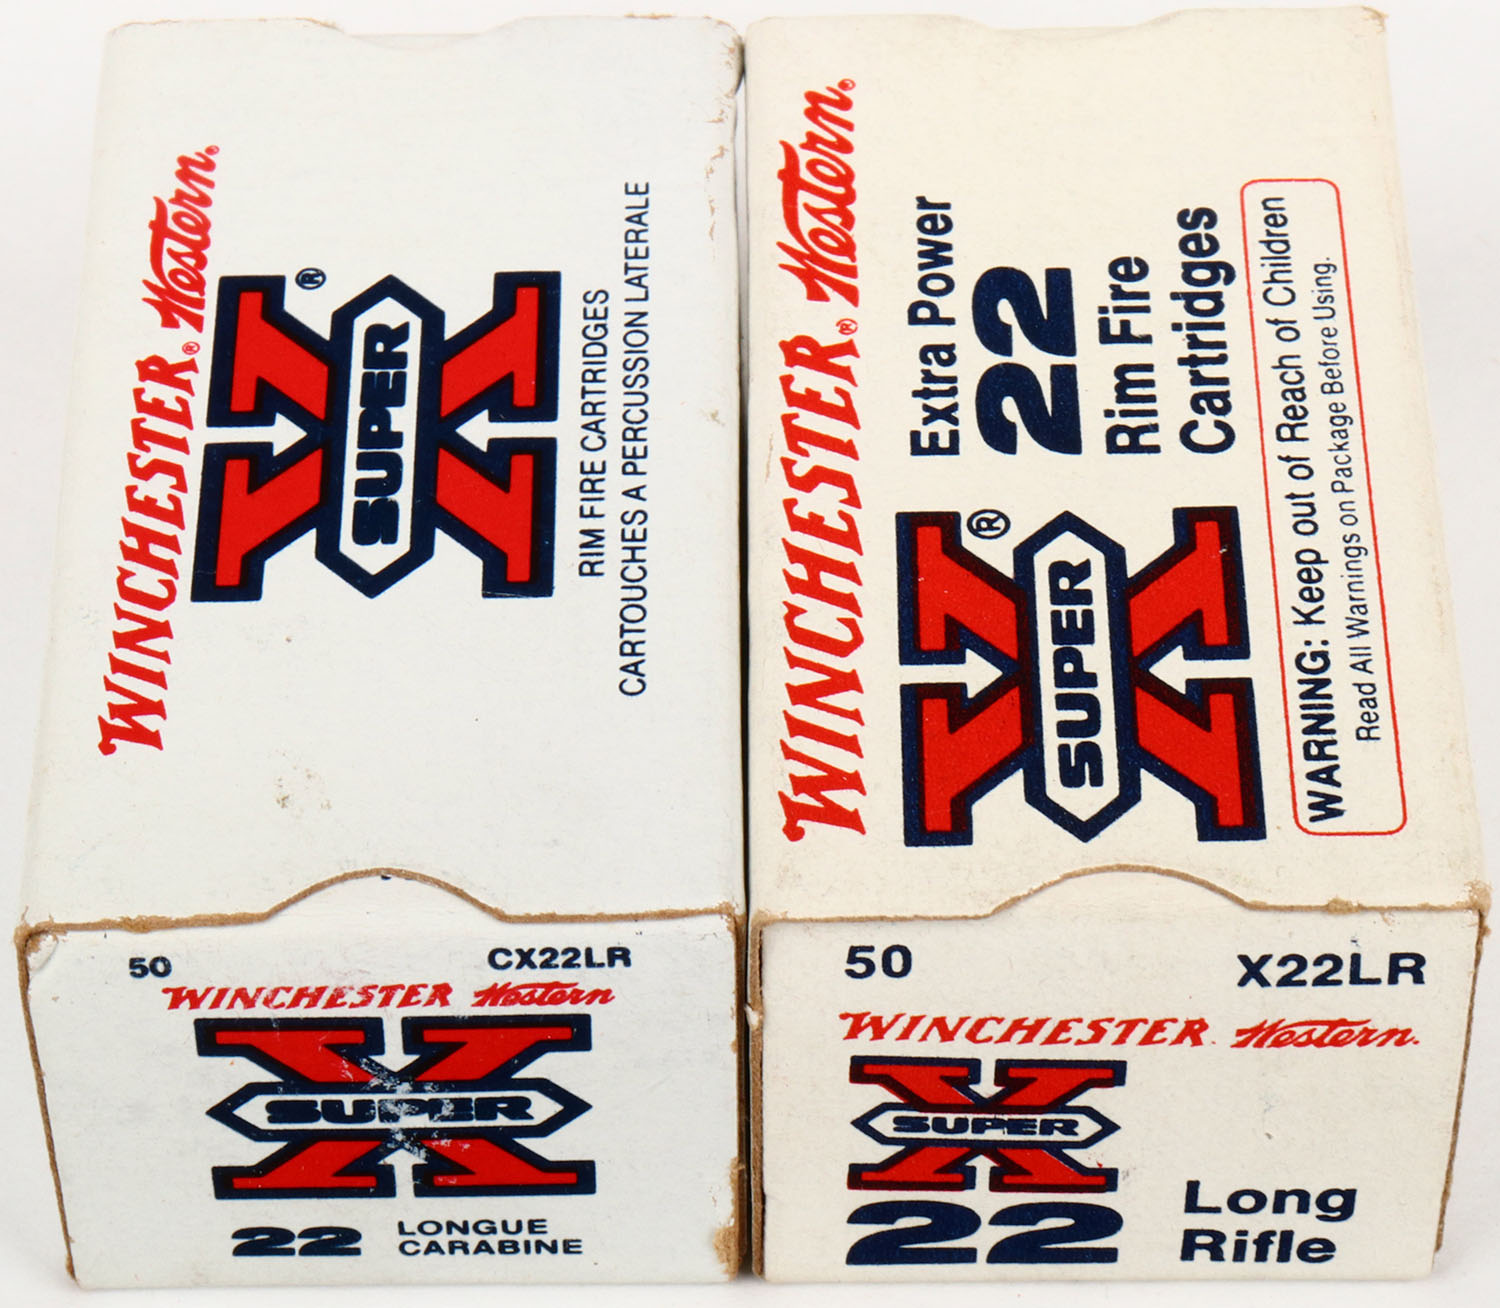 WINCHESTER® Western®
SUPER X ®
RIM FIRE CARTRIDGES
CARTOUCHES A PERCUSSION LATERALE
50 CX22LR
WINCHESTER Western
SUPER X
22 LONGUE
CARABINE
WINCHESTER® Western®
SUPER X ®
Extra Power
22
Rim Fire
Cartridges
WARNING: Keep out of Reach of Children
Read All Warnings on Package Before Using.
50 X22LR
WINCHESTER. Western.
SUPER X
22 Long
Rifle